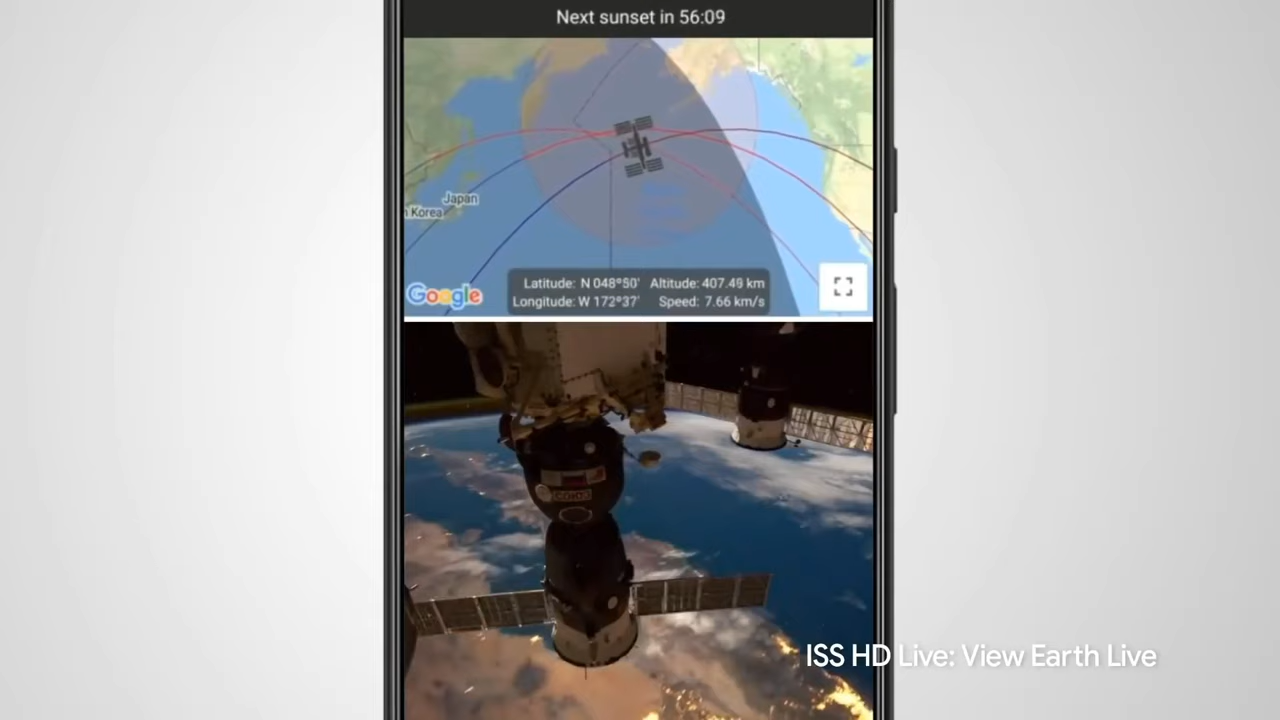 Next sunset in 56:09
Japan
Korea
Latitude: N 048°50' Altitude: 407.49 km
Longitude: W 172°37' Speed: 7.66 km/s
Google
СОЮЗ
ISS HD Live: View Earth Live